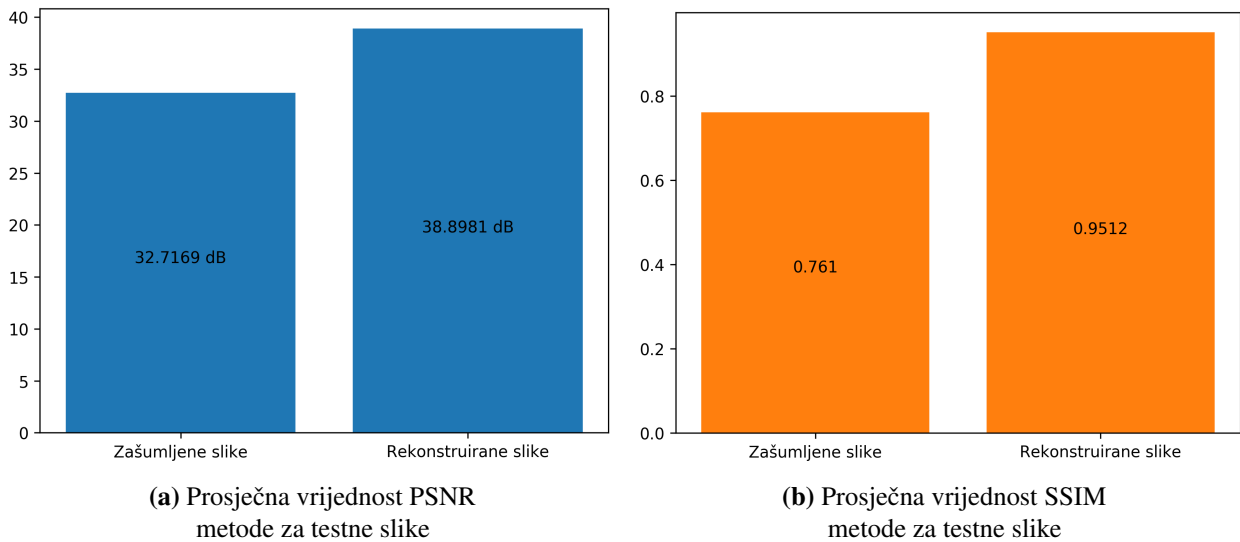 40
35
30
25
20
15
10
5
0
32.7169 dB
38.8981 dB
Zašumljene slike
Rekonstruirane slike
(a) Prosječna vrijednost PSNR
metode za testne slike
0.8
0.6
0.4
0.2
0.0
0.761
0.9512
Zašumljene slike
Rekonstruirane slike
(b) Prosječna vrijednost SSIM
metode za testne slike